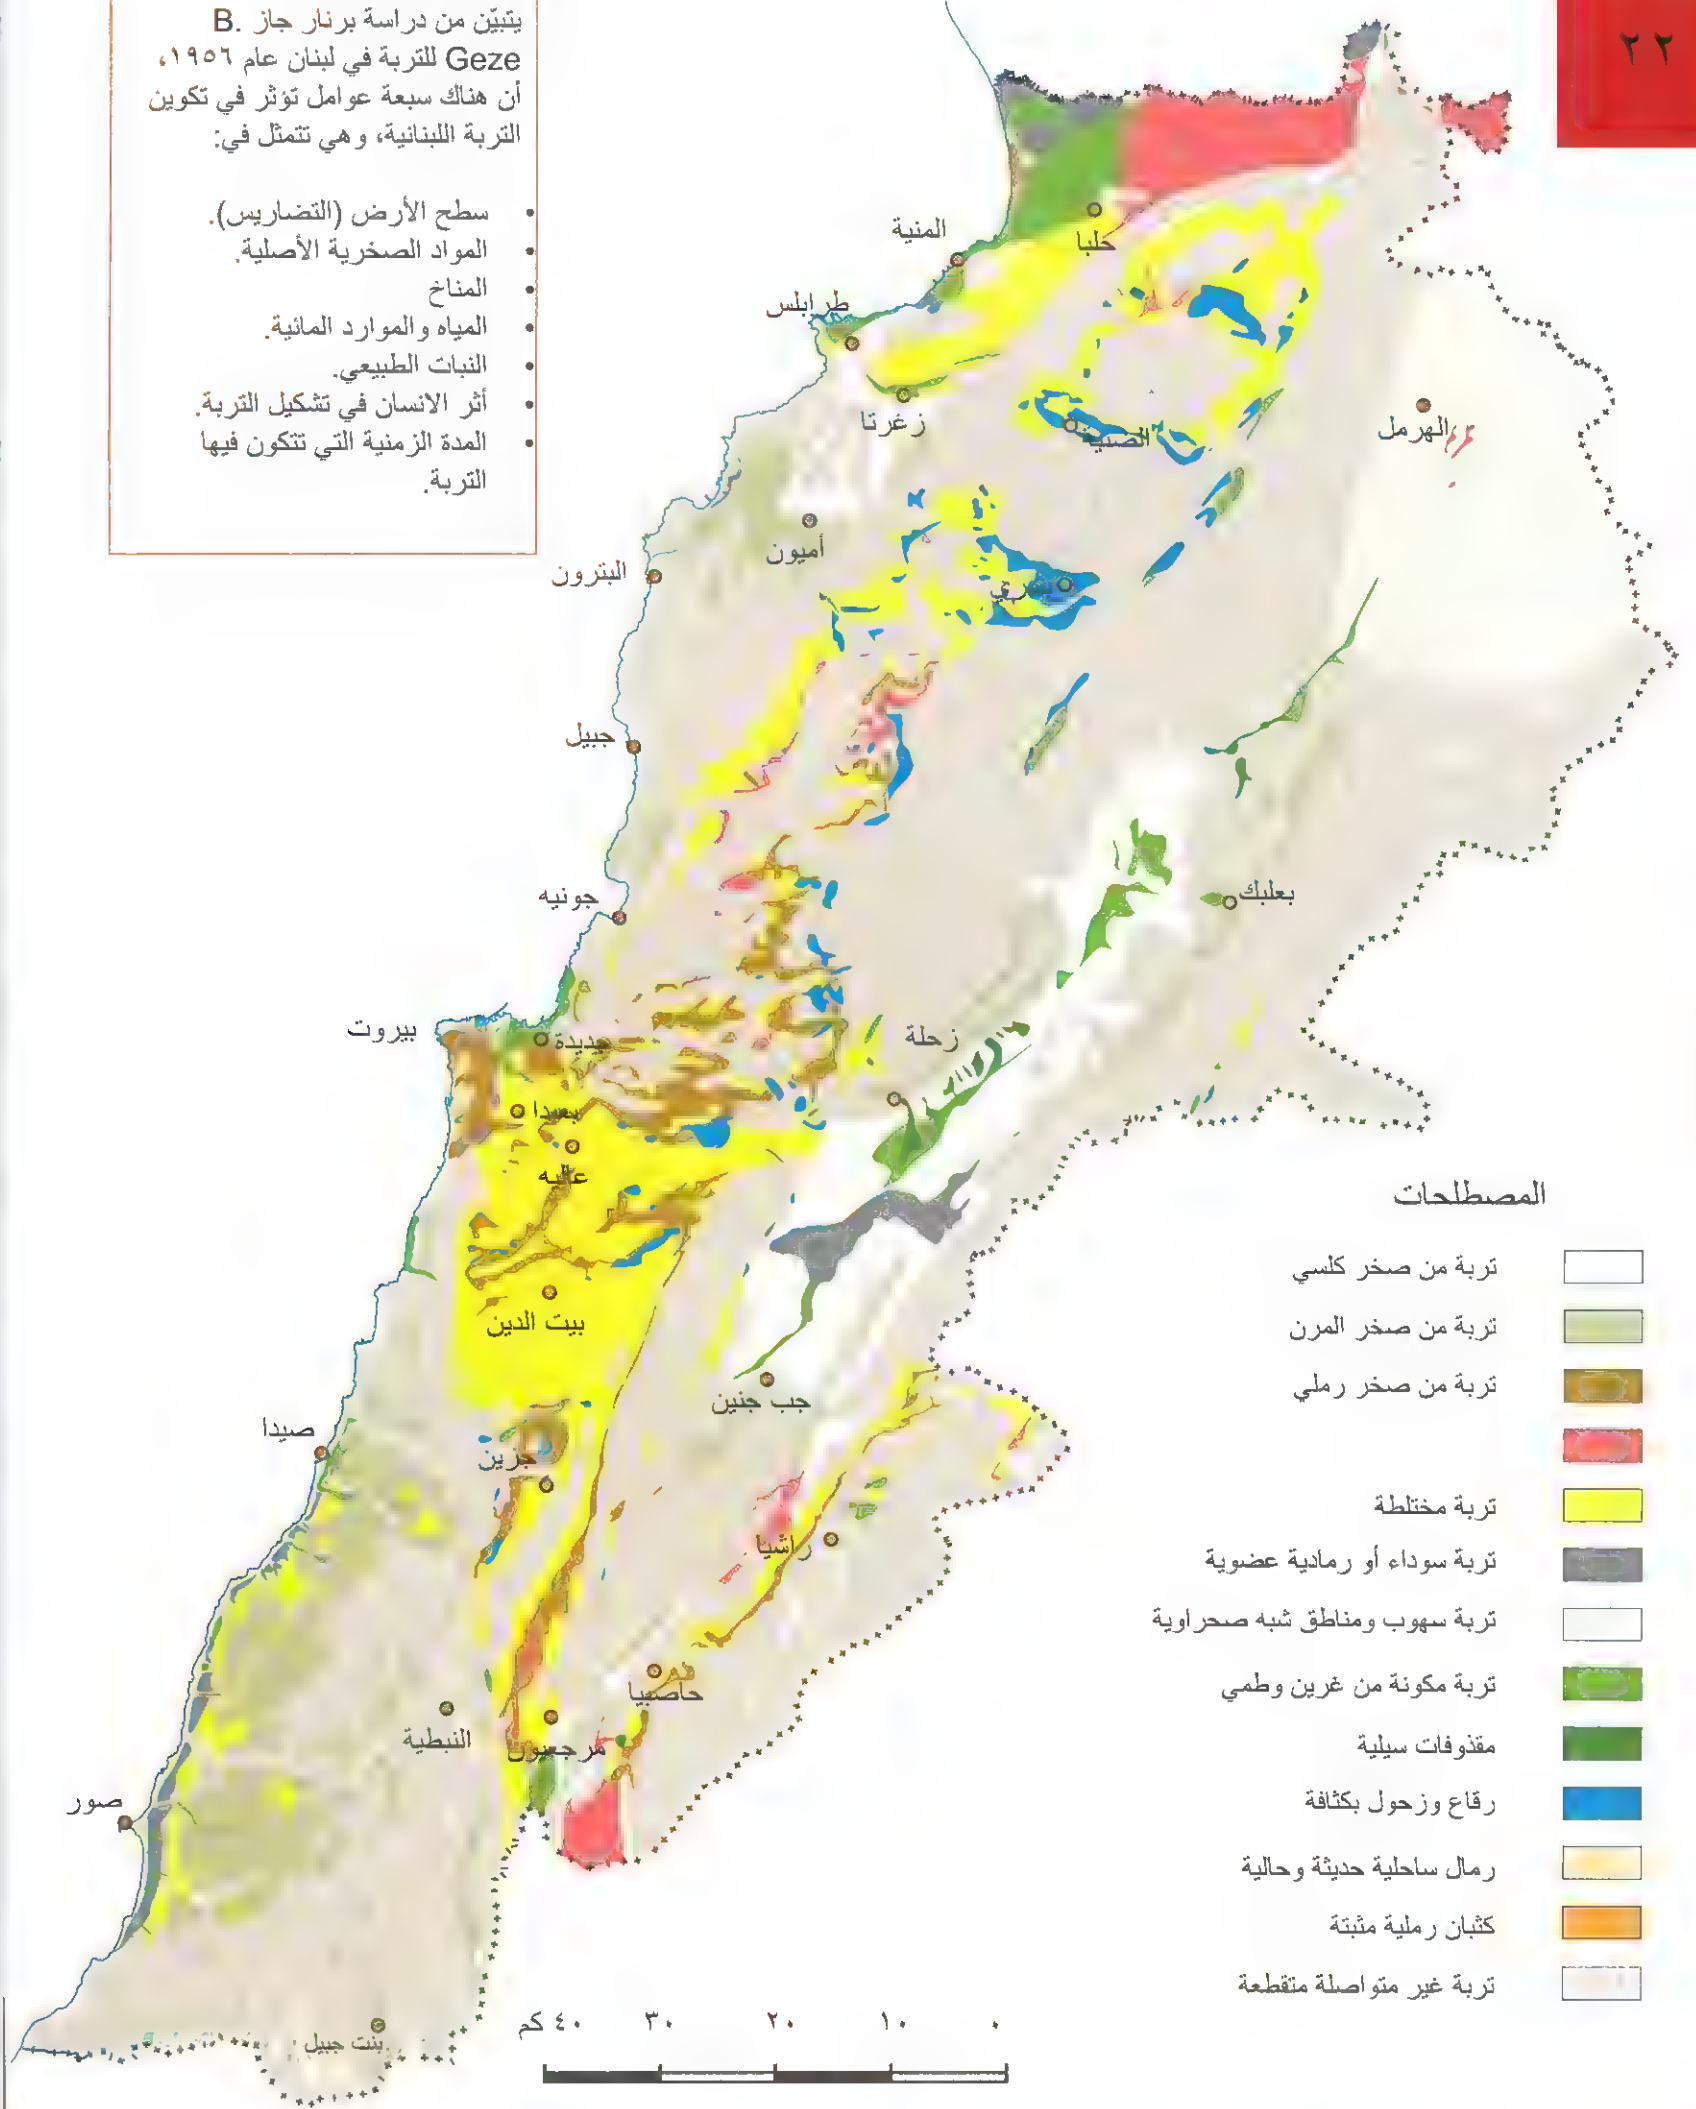 ٢٢
يتبيّن من دراسة برنار جاز B.
Geze للتربة في لبنان عام ١٩٥٦،
أن هناك سبعة عوامل تؤثر في تكوين
التربة اللبنانية، وهي تتمثل في:
• سطح الأرض (التضاريس).
• المواد الصخرية الأصلية.
• المناخ
• المياه والموارد المائية.
• النبات الطبيعي.
• أثر الانسان في تشكيل التربة.
• المدة الزمنية التي تتكون فيها
التربة.
حلبا
المنية
طرابلس
زغرتا
الضنية
الهرمل
أميون
البترون
بشري
جبيل
بعلبك
جونيه
بيروت
جديدة
زحلة
بعبدا
عاليه
بيت الدين
جب جنين
صيدا
جزين
راشيا
حاصبيا
النبطية
مرجعيون
صور
بنت جبيل
المصطلحات
تربة من صخر كلسي
تربة من صخر المرن
تربة من صخر رملي
تربة مختلطة
تربة سوداء أو رمادية عضوية
تربة سهوب ومناطق شبه صحراوية
تربة مكونة من غرين وطمي
مقذوفات سيلية
رقاع وزحول بكثافة
رمال ساحلية حديثة وحالية
كثبان رملية مثبتة
تربة غير متواصلة متقطعة
٠ ١٠ ٢٠ ٣٠ ٤٠ كم